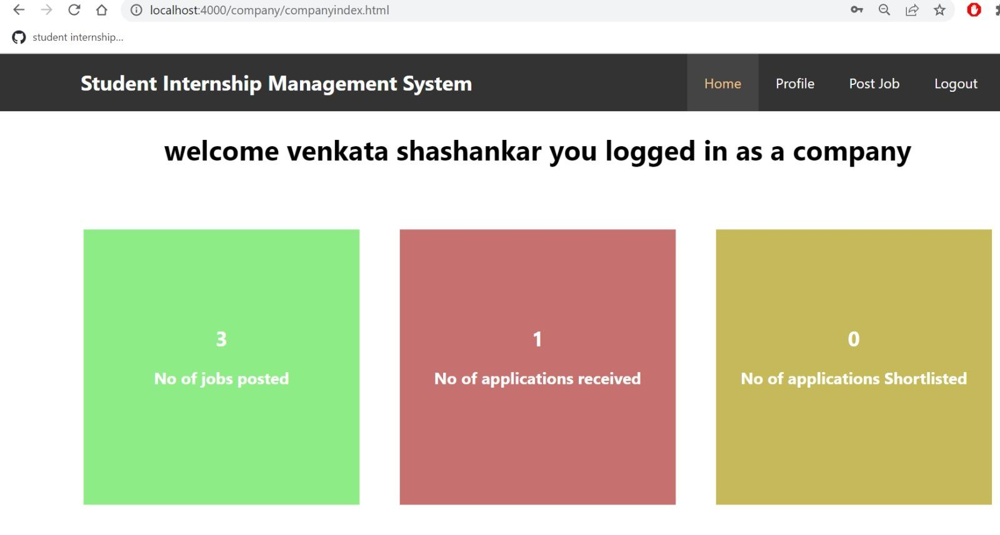 localhost:4000/company/companyindex.html
student internship...
Student Internship Management System
Home Profile Post Job Logout
welcome venkata shashankar you logged in as a company
3 1 0
No of jobs posted No of applications received No of applications Shortlisted